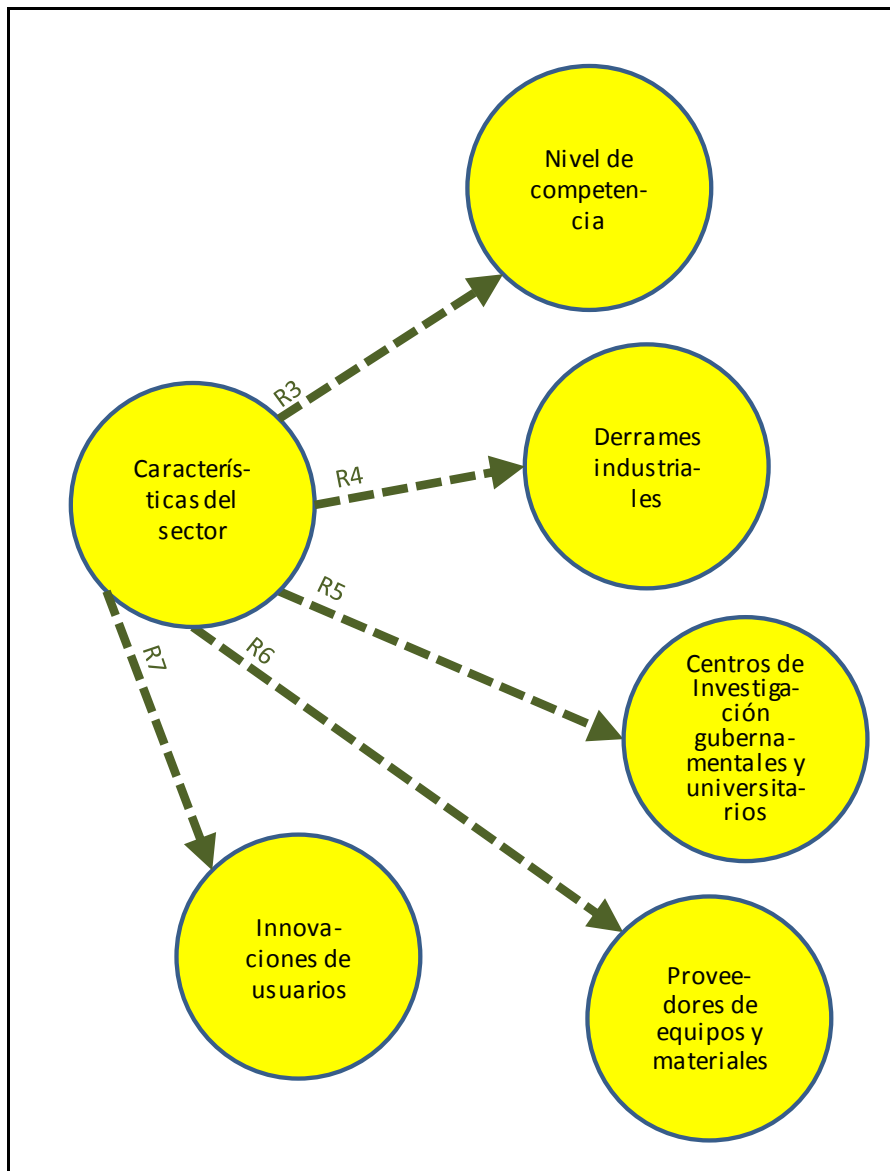 Nivel de
competen-
cia
R3
Derrames
industria-
les
R4
Caracterís-
ticas del
sector
R5
R6
R7
Centros de
Investiga-
ción
guberna-
mentales y
universita-
rios
Innova-
ciones de
usuarios
Provee-
dores de
equipos y
materiales